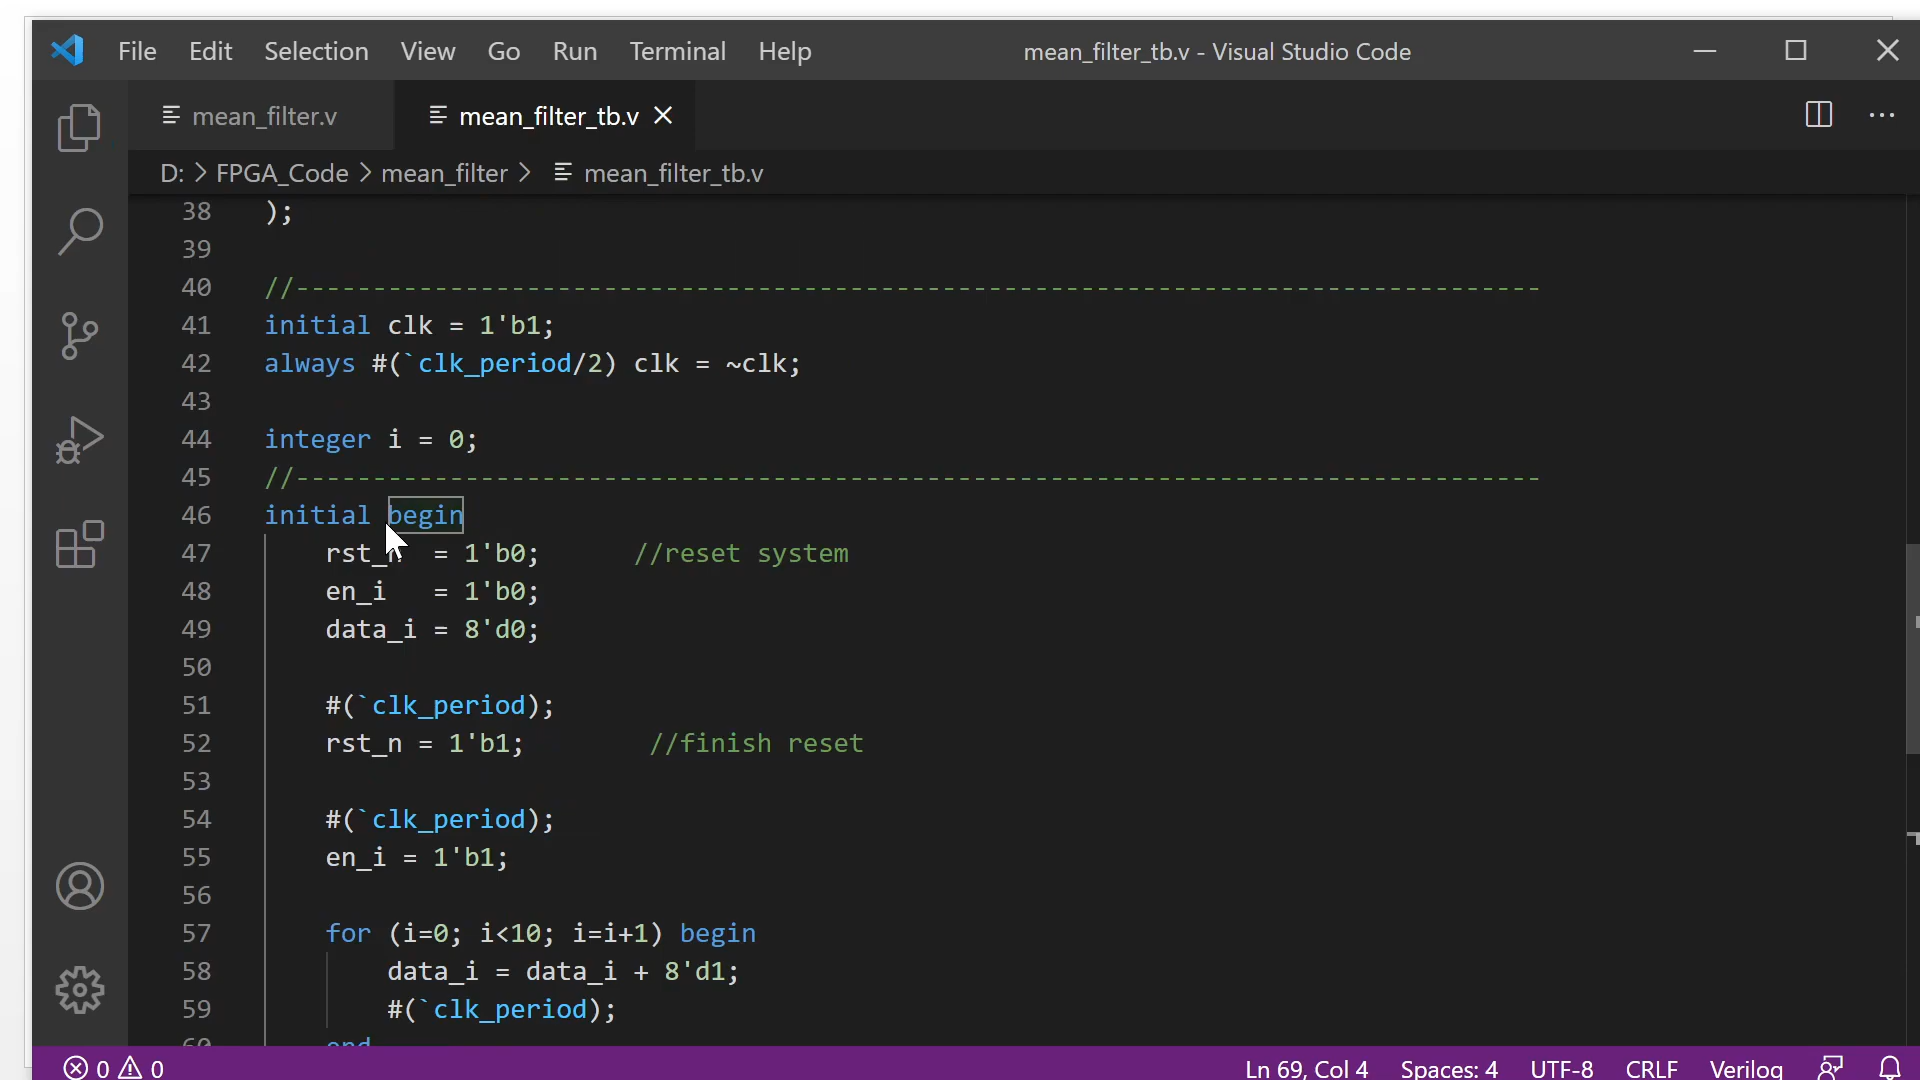 File Edit Selection View Go Run Terminal Help mean_filter_tb.v - Visual Studio Code
mean_filter.v mean_filter_tb.v
D: > FPGA_Code > mean_filter > mean_filter_tb.v
38 );
39
40 //---------------------------------------------------------------------------------
41 initial clk = 1'b1;
42 always #(`clk_period/2) clk = ~clk;
43
44 integer i = 0;
45 //---------------------------------------------------------------------------------
46 initial begin
47 rst_n = 1'b0; //reset system
48 en_i = 1'b0;
49 data_i = 8'd0;
50
51 #(`clk_period);
52 rst_n = 1'b1; //finish reset
53
54 #(`clk_period);
55 en_i = 1'b1;
56
57 for (i=0; i<10; i=i+1) begin
58 data_i = data_i + 8'd1;
59 #(`clk_period);
60 end
0 0 Ln 69, Col 4 Spaces: 4 UTF-8 CRLF Verilog